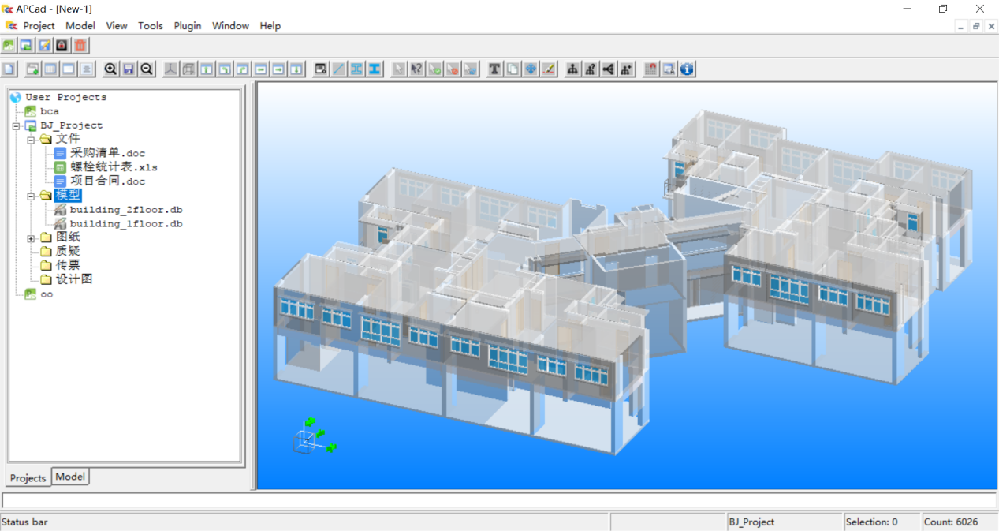 APCad - [New-1]
Project Model View Tools Plugin Window Help
User Projects
bca
BJ_Project
文件
采购清单.doc
螺栓统计表.xls
项目合同.doc
模型
building_2floor.db
building_1floor.db
图纸
质疑
传票
设计图
oo
Projects Model
Status bar BJ_Project Selection: 0 Count: 6026